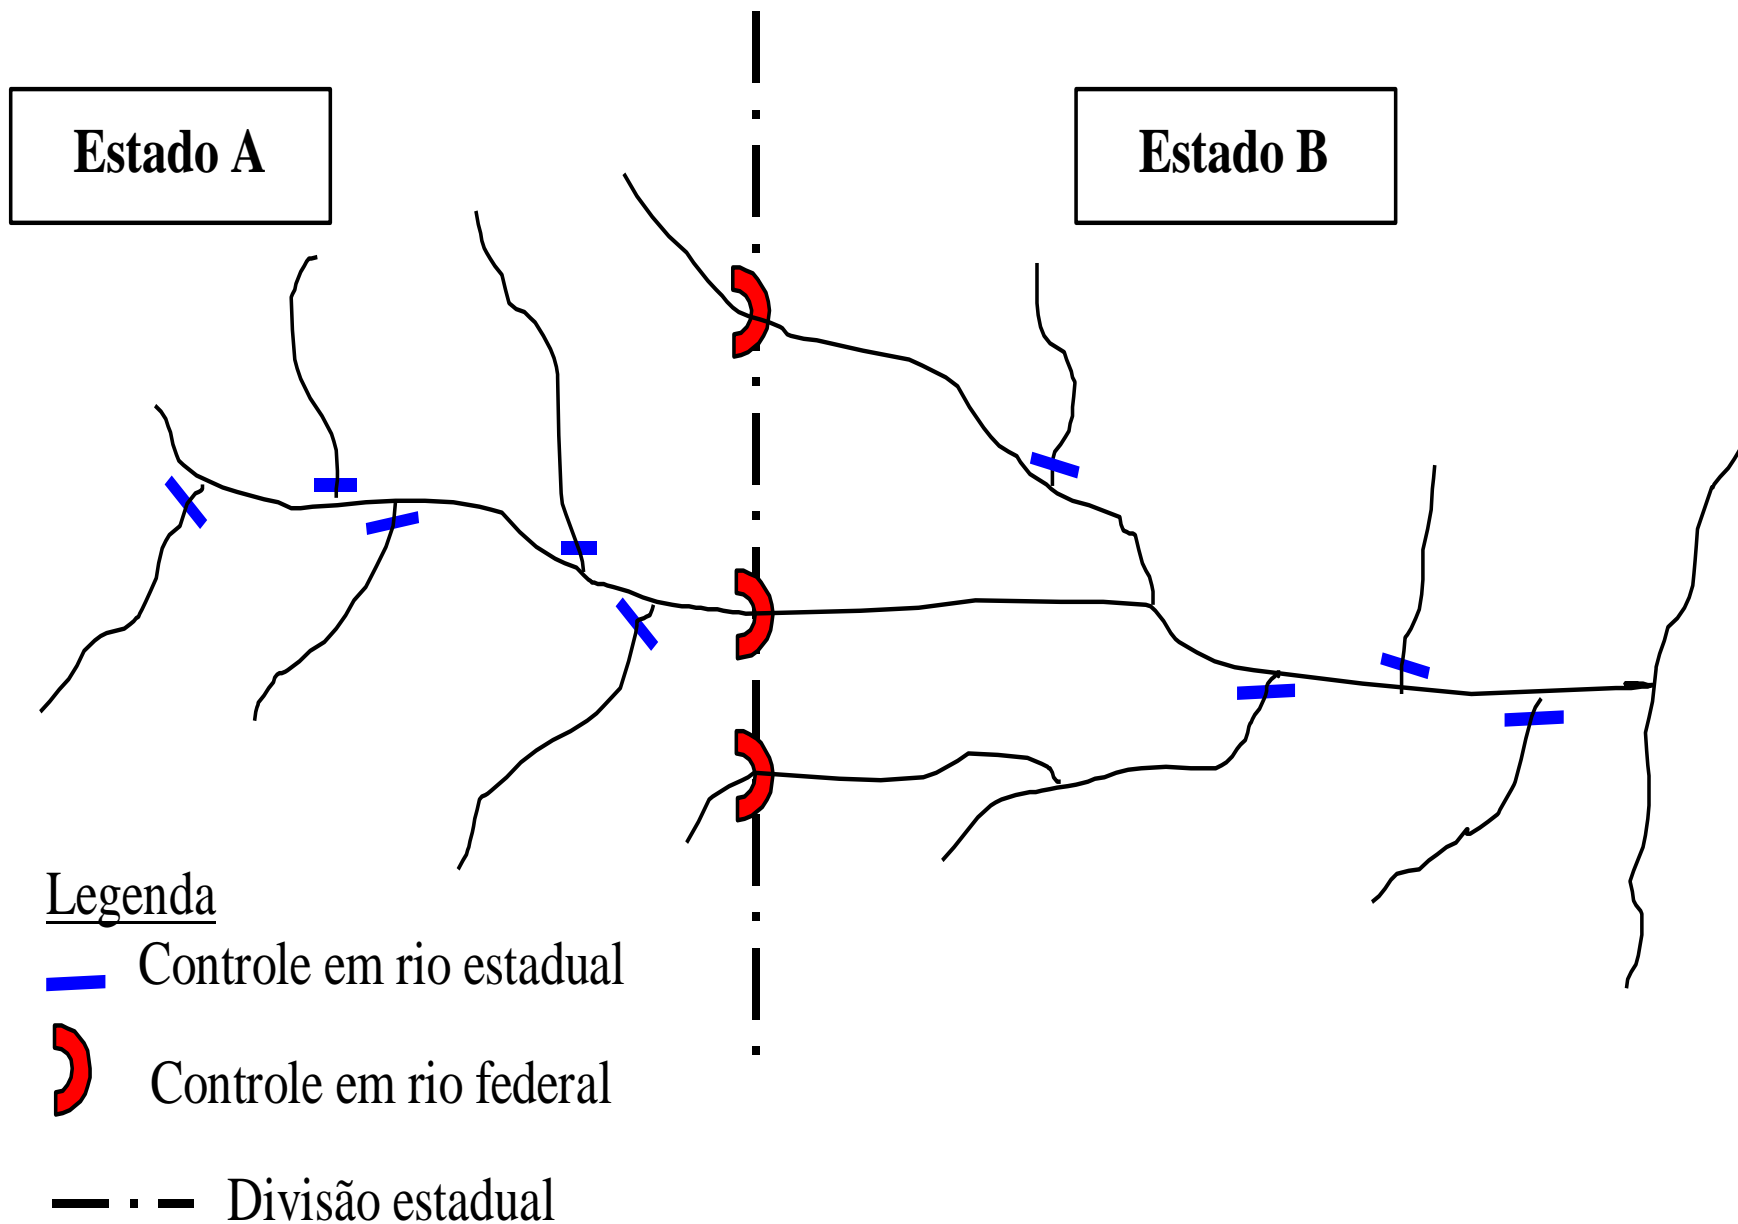 Estado A
Estado B
Legenda
Controle em rio estadual
Controle em rio federal
Divisão estadual